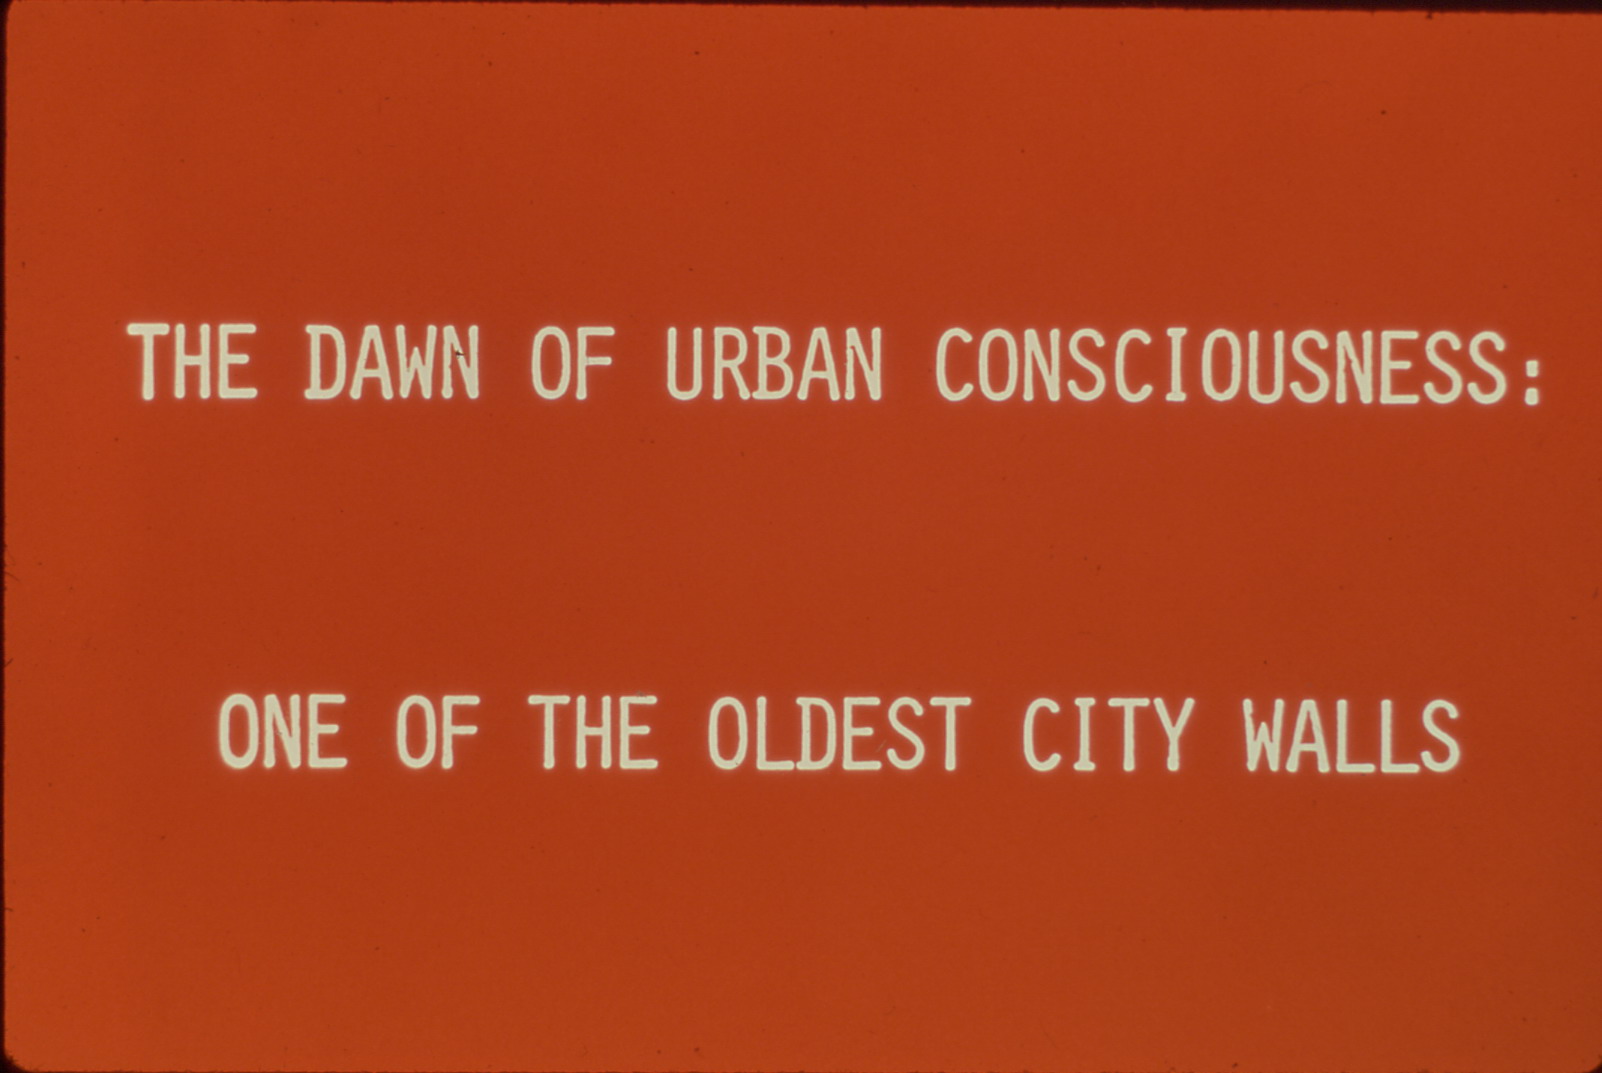 THE DAWN OF URBAN CONSCIOUSNESS:
ONE OF THE OLDEST CITY WALLS